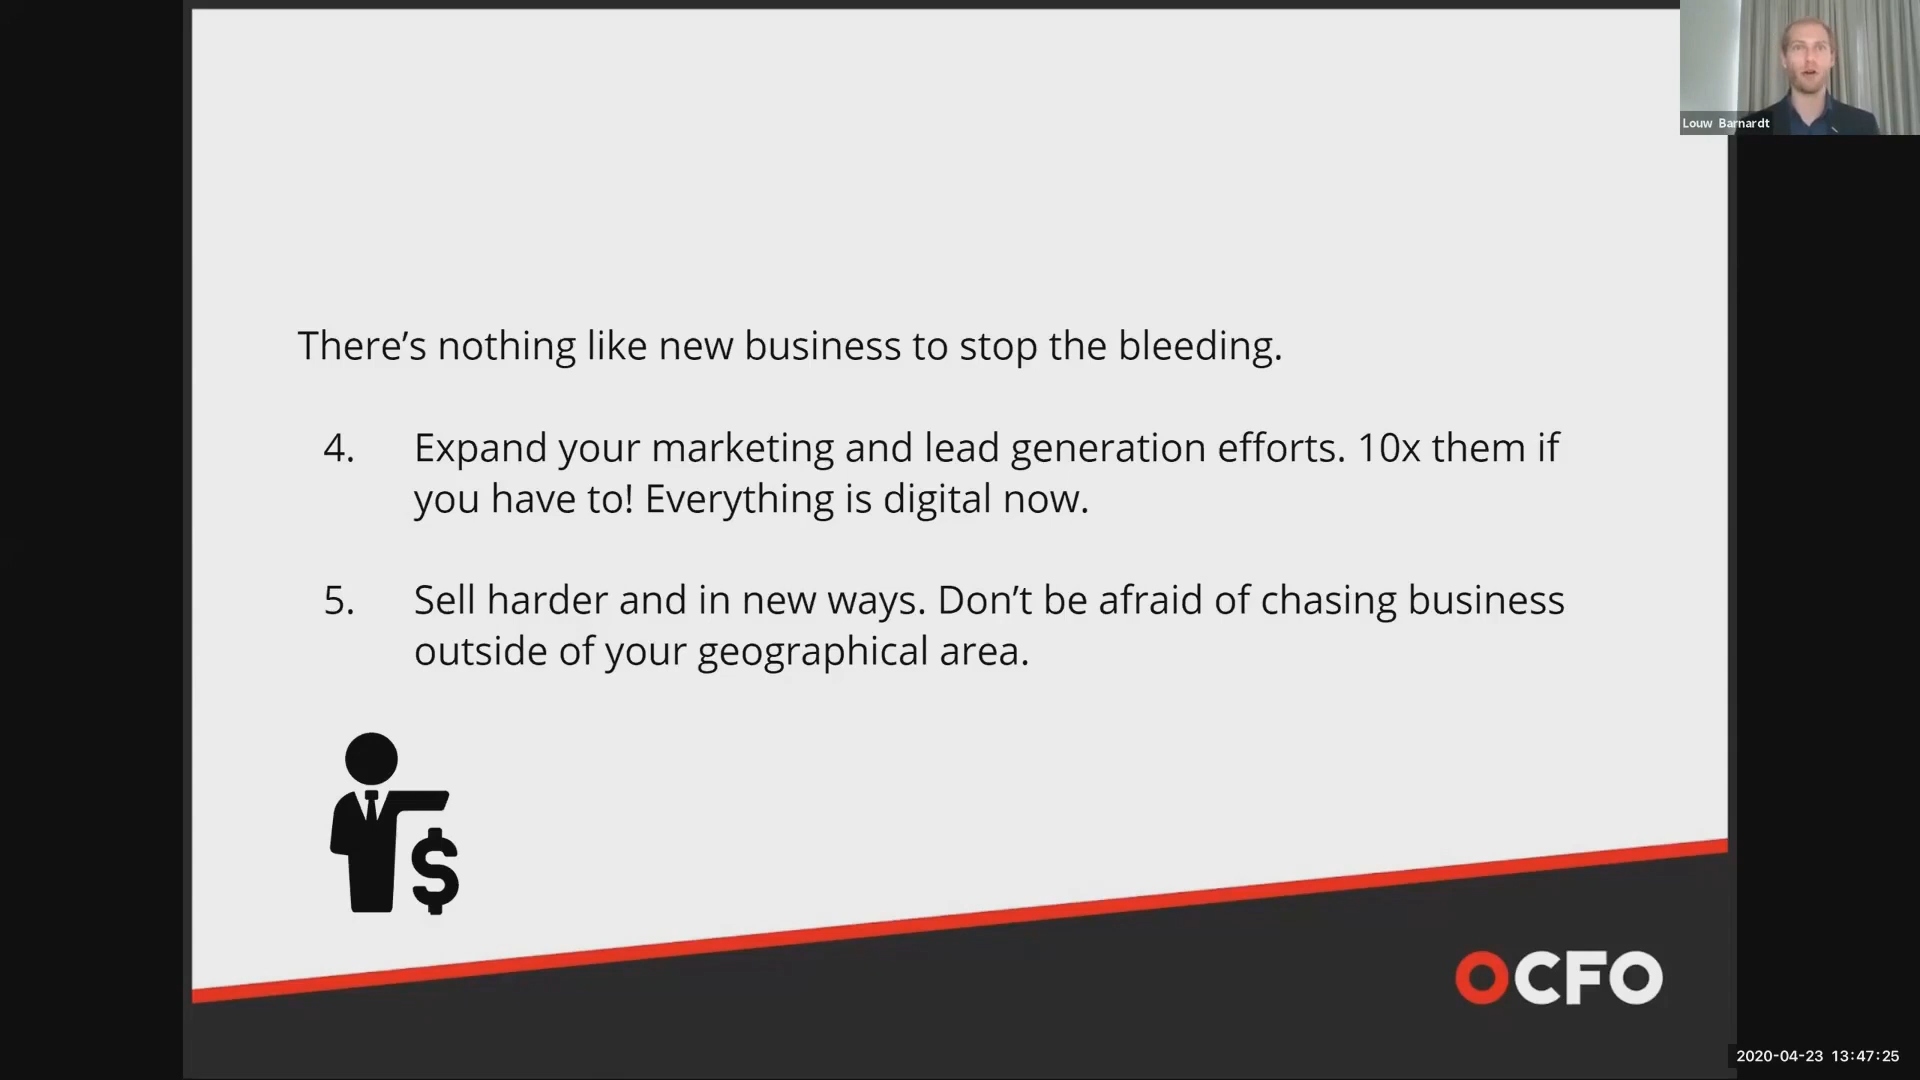 Louw Barnardt
There’s nothing like new business to stop the bleeding.
4. Expand your marketing and lead generation efforts. 10x them if
you have to! Everything is digital now.
5. Sell harder and in new ways. Don’t be afraid of chasing business
outside of your geographical area.
$
OCFO
2020-04-23 13:47:25